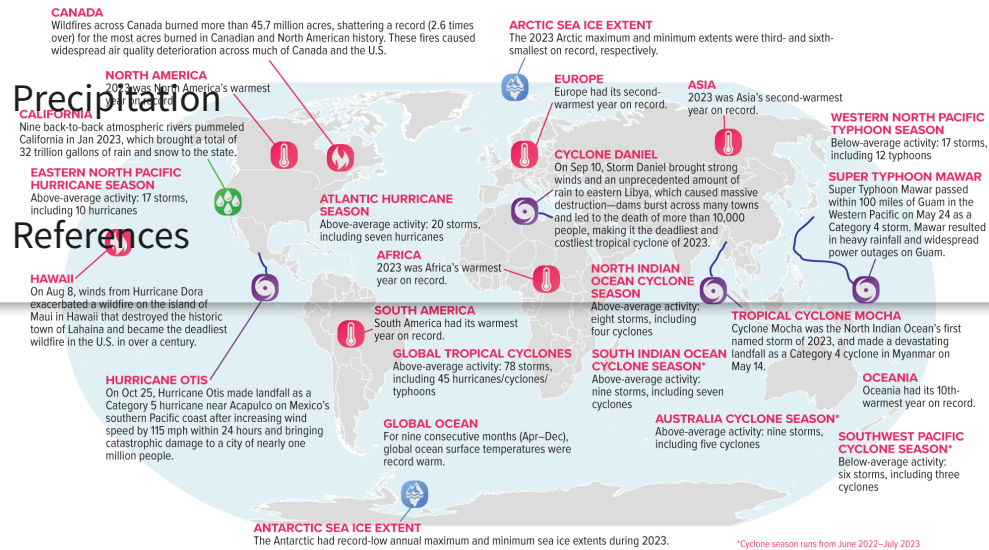 CANADA
Wildfires across Canada burned more than 45.7 million acres, shattering a record (2.6 times
over) for the most acres burned in Canadian and North American history. These fires caused
widespread air quality deterioration across much of Canada and the U.S.
ARCTIC SEA ICE EXTENT
The 2023 Arctic maximum and minimum extents were third- and sixth-
smallest on record, respectively.
NORTH AMERICA
2023 was North America's warmest
year on record.
Precipitation
EUROPE
Europe had its second-
warmest year on record.
ASIA
2023 was Asia's second-warmest
year on record.
CALIFORNIA
Nine back-to-back atmospheric rivers pummeled
California in Jan 2023, which brought a total of
32 trillion gallons of rain and snow to the state.
WESTERN NORTH PACIFIC
TYPHOON SEASON
Below-average activity: 17 storms,
including 12 typhoons
EASTERN NORTH PACIFIC
HURRICANE SEASON
Above-average activity: 17 storms,
including 10 hurricanes
CYCLONE DANIEL
On Sep 10, Storm Daniel brought strong
winds and an unprecedented amount of
rain to eastern Libya, which caused massive
destruction—dams burst across many towns
and led to the death of more than 10,000
people, making it the deadliest and
costliest tropical cyclone of 2023.
SUPER TYPHOON MAWAR
Super Typhoon Mawar passed
within 100 miles of Guam in the
Western Pacific on May 24 as a
Category 4 storm. Mawar resulted
in heavy rainfall and widespread
power outages on Guam.
ATLANTIC HURRICANE
SEASON
Above-average activity: 20 storms,
including seven hurricanes
References
AFRICA
2023 was Africa's warmest
year on record.
HAWAII
On Aug 8, winds from Hurricane Dora
exacerbated a wildfire on the island of
Maui in Hawaii that destroyed the historic
town of Lahaina and became the deadliest
wildfire in the U.S. in over a century.
NORTH INDIAN
OCEAN CYCLONE
SEASON
Above-average activity:
eight storms, including
four cyclones
SOUTH AMERICA
South America had its warmest
year on record.
TROPICAL CYCLONE MOCHA
Cyclone Mocha was the North Indian Ocean's first
named storm of 2023, and made a devastating
landfall as a Category 4 cyclone in Myanmar on
May 14.
GLOBAL TROPICAL CYCLONES
Above-average activity: 78 storms,
including 45 hurricanes/cyclones/
typhoons
SOUTH INDIAN OCEAN
CYCLONE SEASON*
Above-average activity:
nine storms, including seven
cyclones
HURRICANE OTIS
On Oct 25, Hurricane Otis made landfall as a
Category 5 hurricane near Acapulco on Mexico's
southern Pacific coast after increasing wind
speed by 115 mph within 24 hours and bringing
catastrophic damage to a city of nearly one
million people.
OCEANIA
Oceania had its 10th-
warmest year on record.
GLOBAL OCEAN
For nine consecutive months (Apr–Dec),
global ocean surface temperatures were
record warm.
AUSTRALIA CYCLONE SEASON*
Above-average activity: nine storms,
including five cyclones
SOUTHWEST PACIFIC
CYCLONE SEASON*
Below-average activity:
six storms, including three
cyclones
ANTARCTIC SEA ICE EXTENT
The Antarctic had record-low annual maximum and minimum sea ice extents during 2023.
*Cyclone season runs from June 2022–July 2023